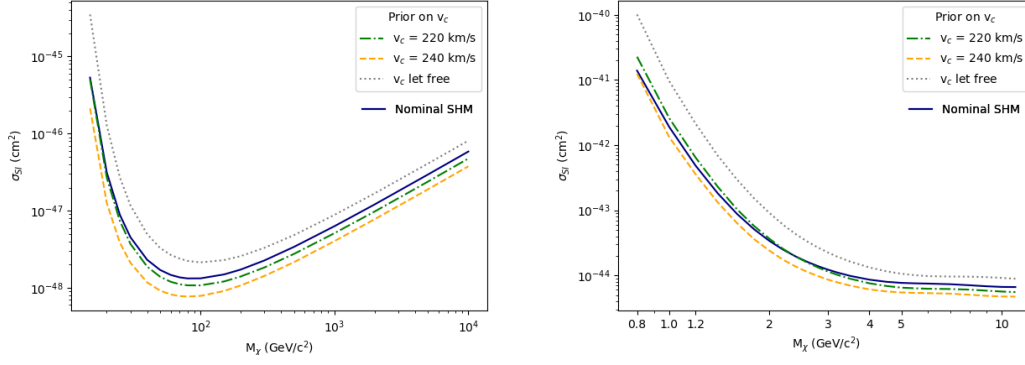 Prior on v_c
v_c = 220 km/s
v_c = 240 km/s
v_c let free
Nominal SHM
10⁻⁴⁵
10⁻⁴⁶
10⁻⁴⁷
10⁻⁴⁸
σ_SI (cm²)
10² 10³ 10⁴
M_χ (GeV/c²)
Prior on v_c
v_c = 220 km/s
v_c = 240 km/s
v_c let free
Nominal SHM
10⁻⁴⁰
10⁻⁴¹
10⁻⁴²
10⁻⁴³
10⁻⁴⁴
σ_SI (cm²)
0.8 1.0 1.2 2 3 4 5 10
M_χ (GeV/c²)